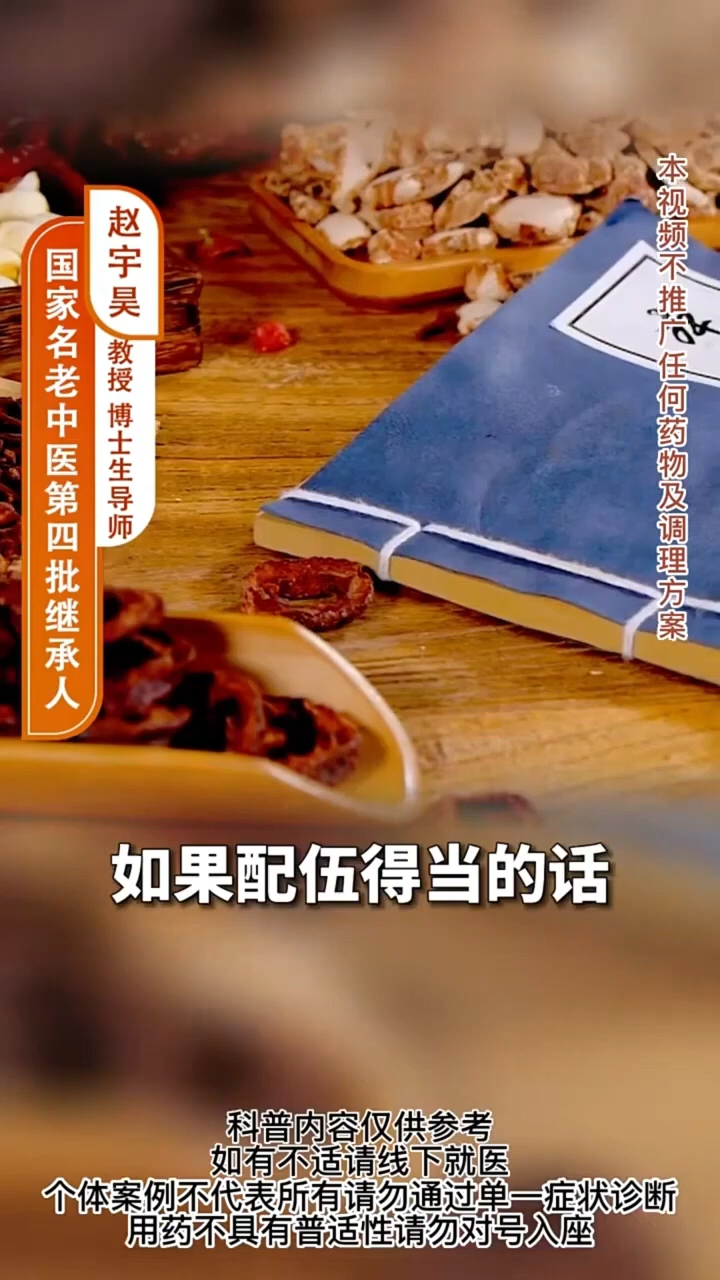 赵宇昊
教授 博士生导师
国家名老中医第四批继承人
本视频不推广任何药物及调理方案
如果配伍得当的话
科普内容仅供参考
如有不适请线下就医
个体案例不代表所有请勿通过单一症状诊断
用药不具有普适性请勿对号入座